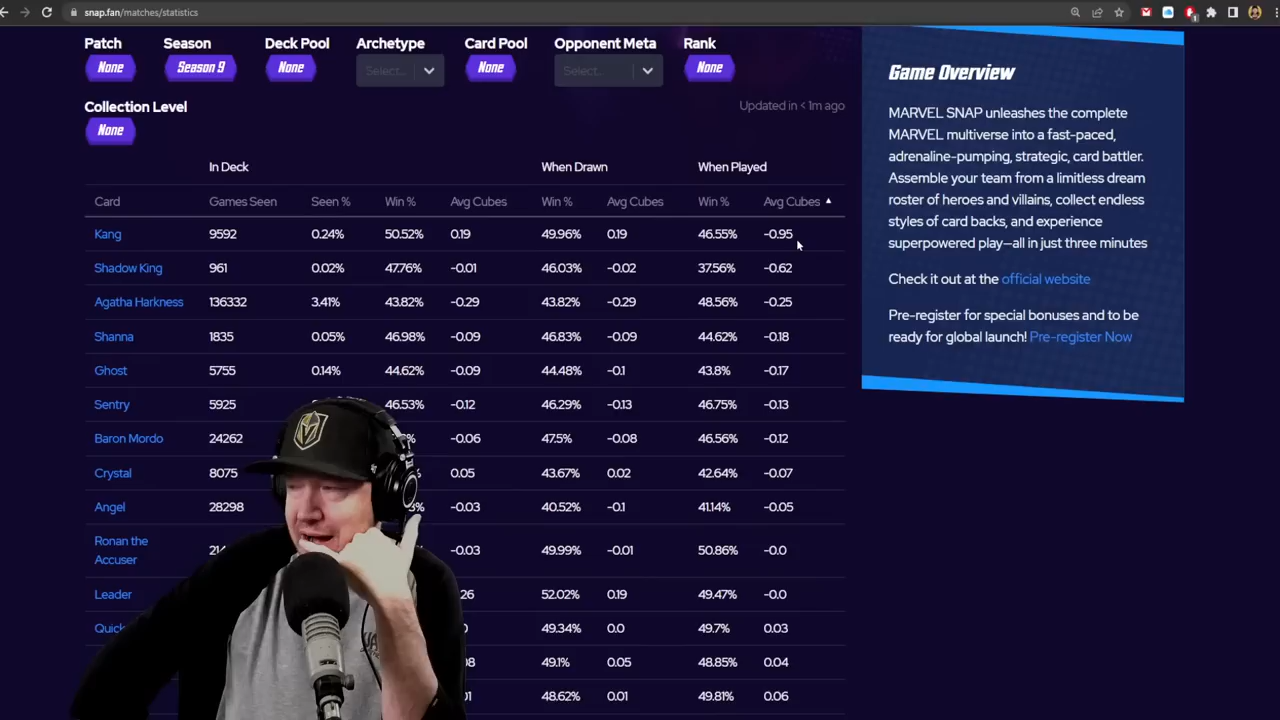 snap.fan/matches/statistics
Patch Season Deck Pool Archetype Card Pool Opponent Meta Rank
None Season 9 None Select... None Select... None
Collection Level
Updated in < 1m ago
None
In Deck When Drawn When Played
Card Games Seen Seen % Win % Avg Cubes Win % Avg Cubes Win % Avg Cubes
Kang 9592 0.24% 50.52% 0.19 49.96% 0.19 46.55% -0.95
Shadow King 961 0.02% 47.76% -0.01 46.03% -0.02 37.56% -0.62
Agatha Harkness 136332 3.41% 43.82% -0.29 43.82% -0.29 48.56% -0.25
Shanna 1835 0.05% 46.98% -0.09 46.83% -0.09 44.62% -0.18
Ghost 5755 0.14% 44.62% -0.09 44.48% -0.1 43.8% -0.17
Sentry 5925 46.53% -0.12 46.29% -0.13 46.75% -0.13
Baron Mordo 24262 -0.06 47.5% -0.08 46.56% -0.12
Crystal 8075 0.05 43.67% 0.02 42.64% -0.07
Angel 28298 -0.03 40.52% -0.1 41.14% -0.05
Ronan the
Accuser -0.03 49.99% -0.01 50.86% -0.0
Leader 52.02% 0.19 49.47% -0.0
49.34% 0.0 49.7% 0.03
49.1% 0.05 48.85% 0.04
48.62% 0.01 49.81% 0.06
Game Overview
MARVEL SNAP unleashes the complete
MARVEL multiverse into a fast-paced,
adrenaline-pumping, strategic, card battler.
Assemble your team from a limitless dream
roster of heroes and villains, collect endless
styles of card backs, and experience
superpowered play—all in just three minutes
Check it out at the official website
Pre-register for special bonuses and to be
ready for global launch! Pre-register Now